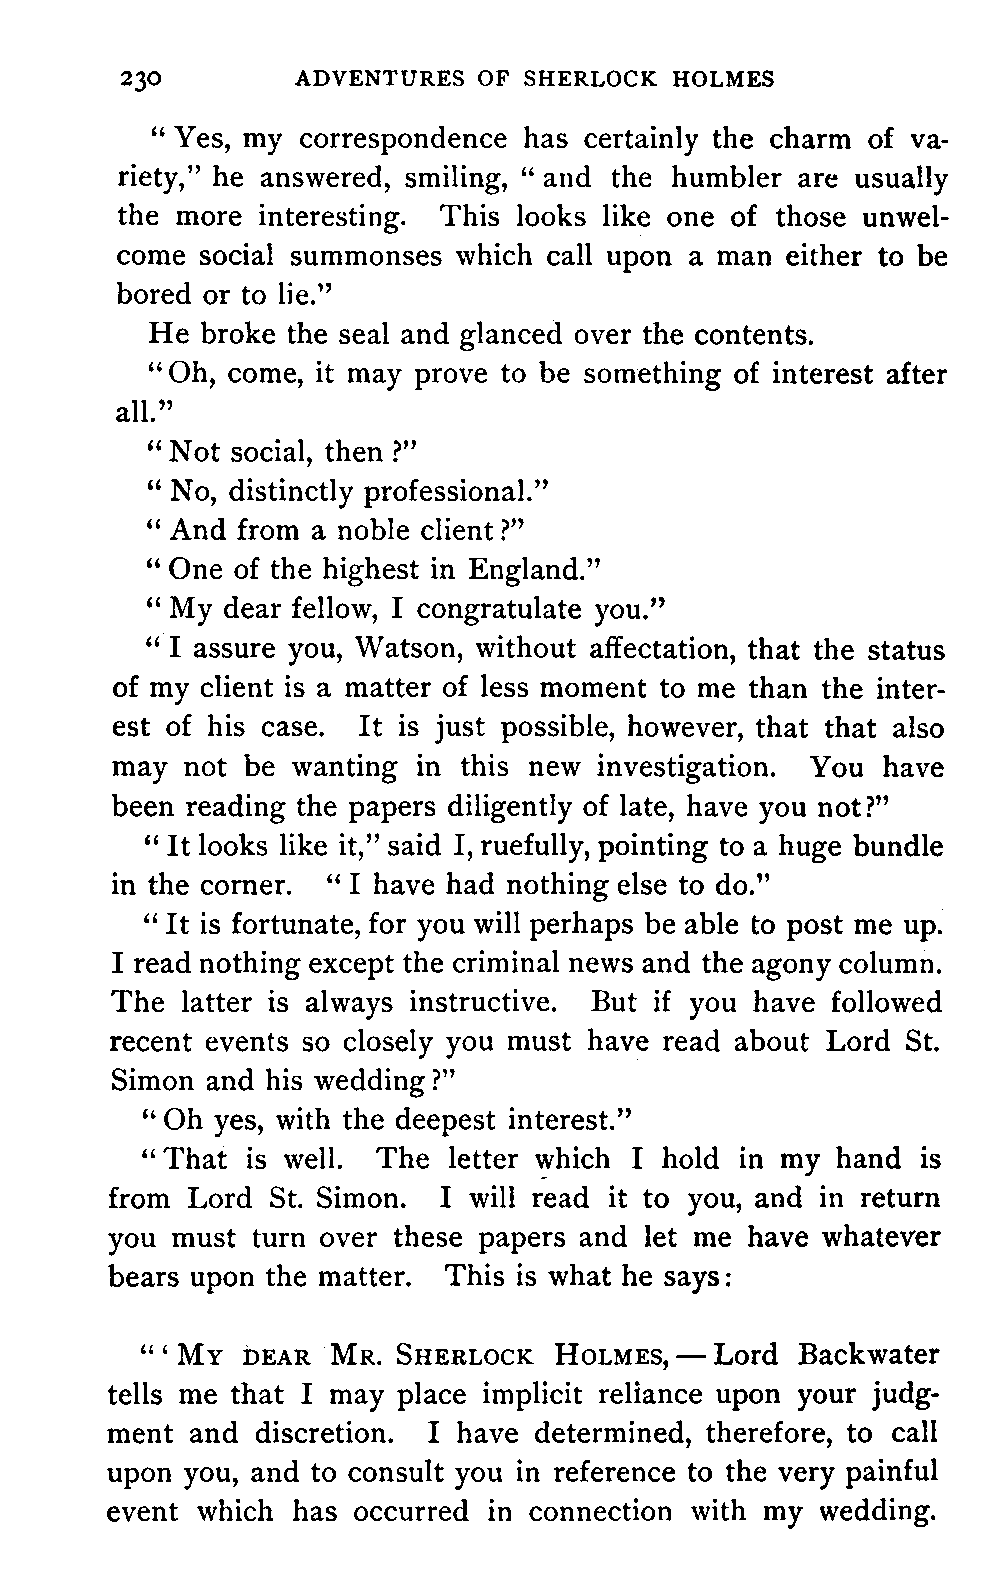 230 ADVENTURES OF SHERLOCK HOLMES
“Yes, my correspondence has certainly the charm of va-
riety,” he answered, smiling, “and the humbler are usually
the more interesting. This looks like one of those unwel-
come social summonses which call upon a man either to be
bored or to lie.”
He broke the seal and glanced over the contents.
“Oh, come, it may prove to be something of interest after
all.”
“Not social, then?”
“No, distinctly professional.”
“And from a noble client?”
“One of the highest in England.”
“My dear fellow, I congratulate you.”
“I assure you, Watson, without affectation, that the status
of my client is a matter of less moment to me than the inter-
est of his case. It is just possible, however, that that also
may not be wanting in this new investigation. You have
been reading the papers diligently of late, have you not?”
“It looks like it,” said I, ruefully, pointing to a huge bundle
in the corner. “I have had nothing else to do.”
“It is fortunate, for you will perhaps be able to post me up.
I read nothing except the criminal news and the agony column.
The latter is always instructive. But if you have followed
recent events so closely you must have read about Lord St.
Simon and his wedding?”
“Oh yes, with the deepest interest.”
“That is well. The letter which I hold in my hand is
from Lord St. Simon. I will read it to you, and in return
you must turn over these papers and let me have whatever
bears upon the matter. This is what he says:
“‘MY DEAR MR. SHERLOCK HOLMES,—Lord Backwater
tells me that I may place implicit reliance upon your judg-
ment and discretion. I have determined, therefore, to call
upon you, and to consult you in reference to the very painful
event which has occurred in connection with my wedding.